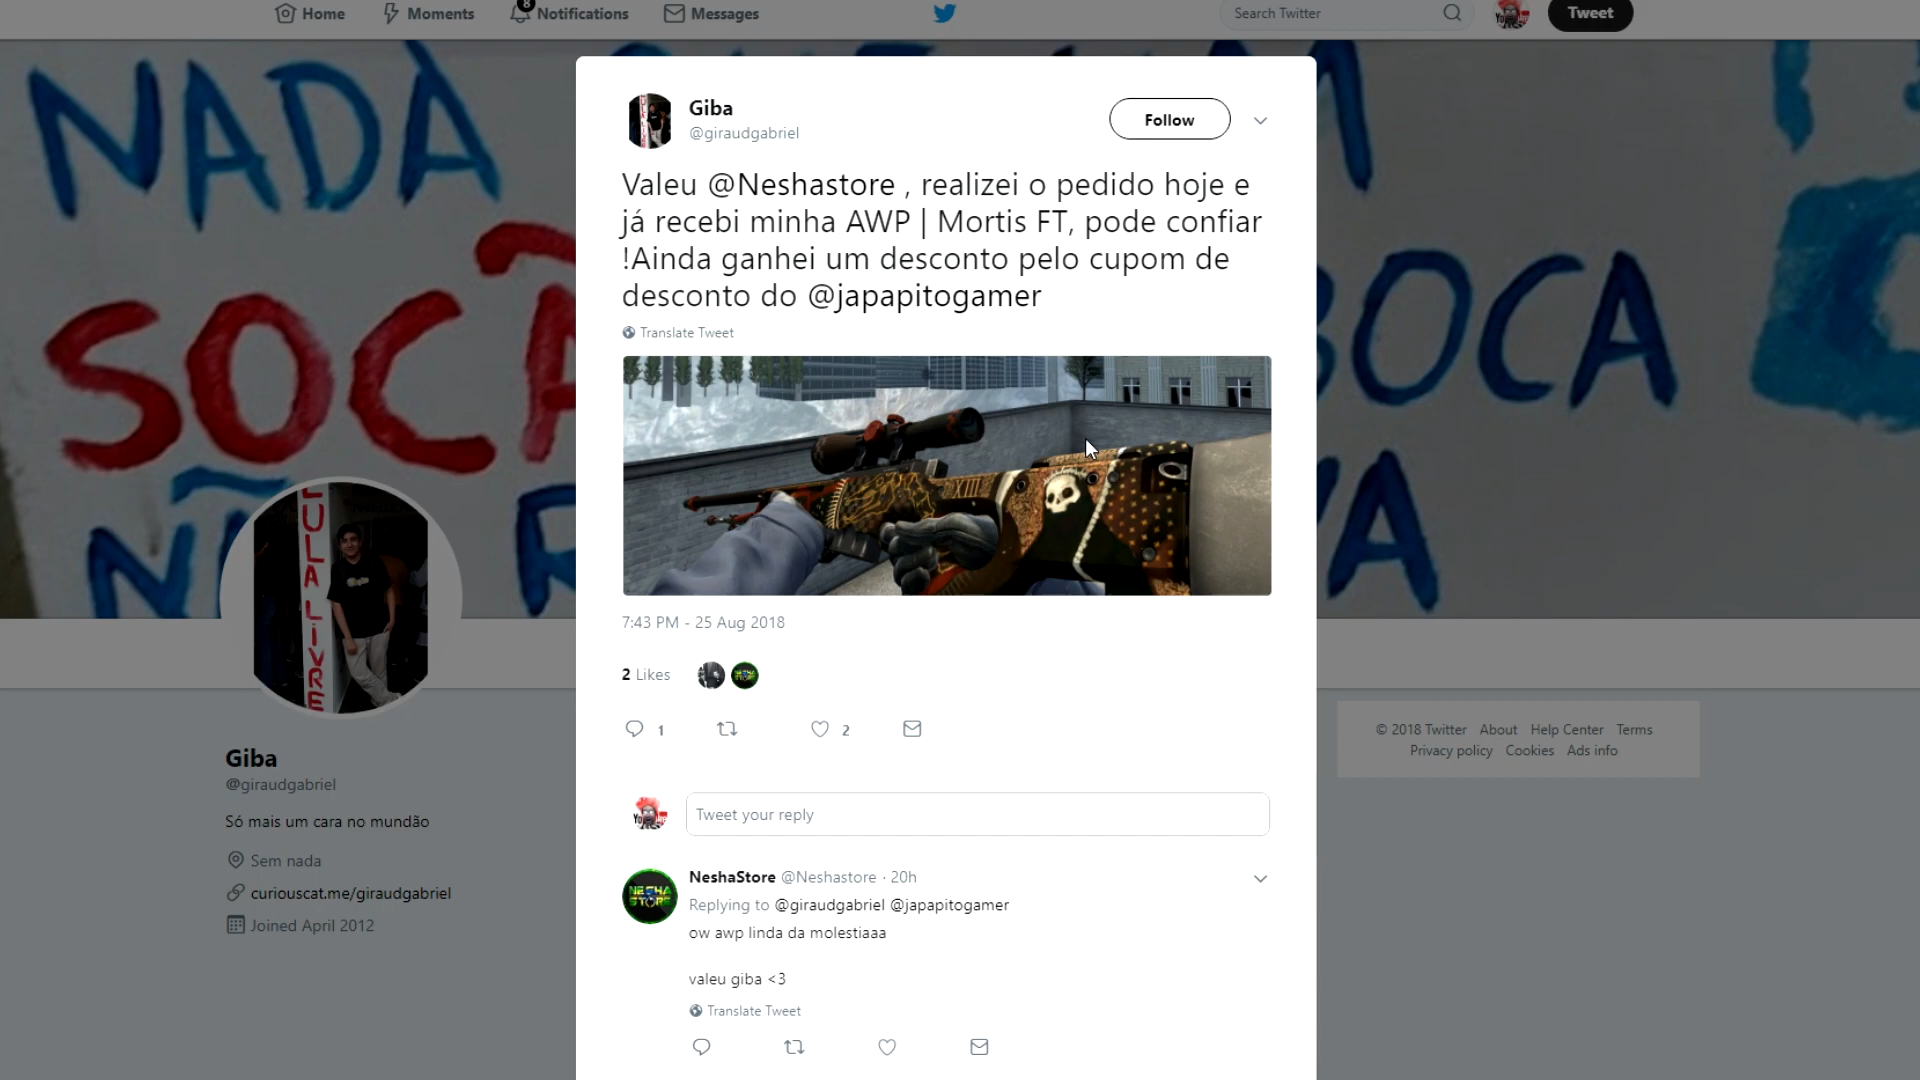 Home
Moments
8
Notifications
Messages
Search Twitter
Tweet
NADA
SOCA
BOCA
Giba
@giraudgabriel
Follow
Valeu @Neshastore , realizei o pedido hoje e
já recebi minha AWP | Mortis FT, pode confiar
!Ainda ganhei um desconto pelo cupom de
desconto do @japapitogamer
Translate Tweet
XIII
7:43 PM - 25 Aug 2018
2 Likes
1
2
Tweet your reply
NeshaStore @Neshastore · 20h
NESHA
STORE
Replying to @giraudgabriel @japapitogamer
ow awp linda da molestiaaa
valeu giba <3
Translate Tweet
LULA LIVRE
Giba
@giraudgabriel
Só mais um cara no mundão
Sem nada
curiouscat.me/giraudgabriel
Joined April 2012
© 2018 Twitter About Help Center Terms
Privacy policy Cookies Ads info